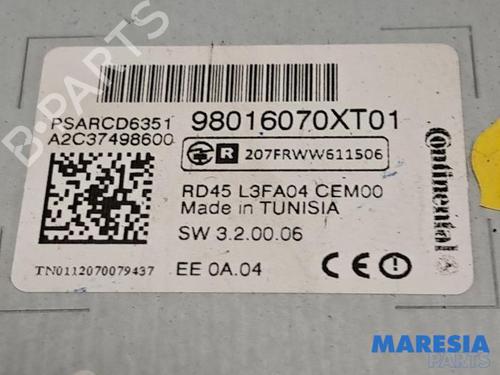 PSARCD6351 98016070XT01
A2C37498600
R 207FRWW611506
RD45 L3FA04 CEM00
Made in TUNISIA
SW 3.2.00.06
TN0112070079437 EE 0A.04 CE
Continental
B-PARTS
MARESIA
PARTS